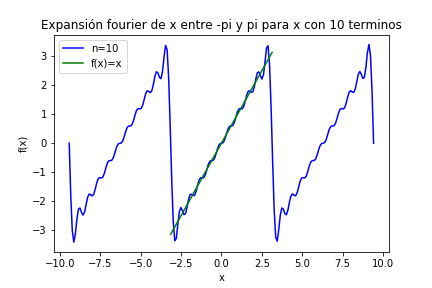 Expansión fourier de x entre -pi y pi para x con 10 terminos
n=10
f(x)=x
3
2
1
0
−1
−2
−3
f(x)
−10.0 −7.5 −5.0 −2.5 0.0 2.5 5.0 7.5 10.0
x